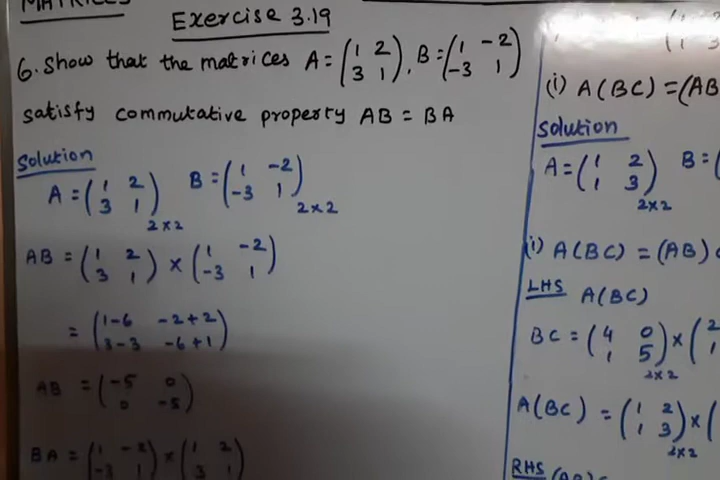 MATRICES
Exercise 3.19
6. Show that the matrices A = (1 2 / 3 1), B = (1 -2 / -3 1)
satisfy commutative property AB = BA
Solution
A = (1 2 / 3 1) 2×2 B = (1 -2 / -3 1) 2×2
AB = (1 2 / 3 1) × (1 -2 / -3 1)
= (1-6 -2+2 / 3-3 -6+1)
AB = (-5 0 / 0 -5)
BA = (1 -2 / -3 1) × (1 2 / 3 1)
(i) A(BC) = (AB
Solution
A = (1 2 / 1 3) 2×2 B = (
(i) A(BC) = (AB)
LHS A(BC)
BC = (4 0 / 1 5) 2×2 × (2 / 1
A(BC) = (1 2 / 1 3) 2×2 × (
RHS (AB)